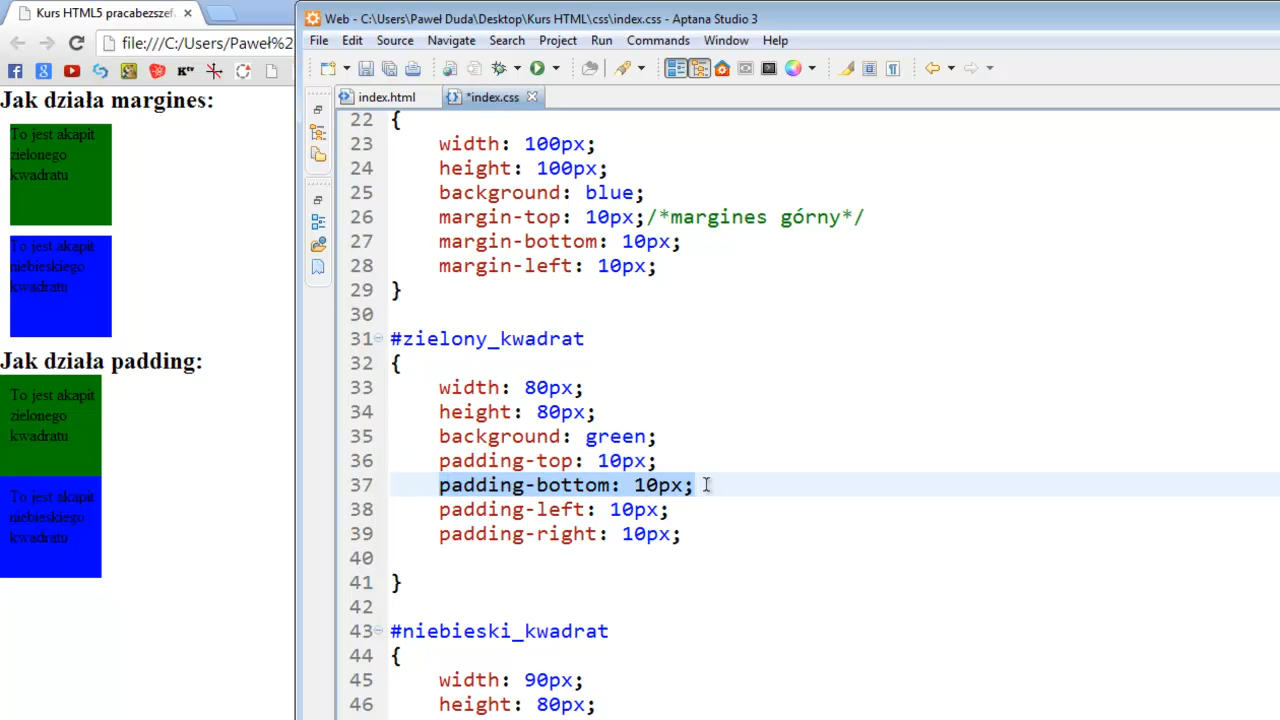 Kurs HTML5 pracabezszef
Web - C:\Users\Paweł Duda\Desktop\Kurs HTML\css\index.css - Aptana Studio 3
File Edit Source Navigate Search Project Run Commands Window Help
file:///C:/Users/Paweł%2
index.html
*index.css
Jak działa margines:
To jest akapit
zielonego
kwadratu
To jest akapit
niebieskiego
kwadratu
Jak działa padding:
To jest akapit
zielonego
kwadratu
To jest akapit
niebieskiego
kwadratu
22 {
23 width: 100px;
24 height: 100px;
25 background: blue;
26 margin-top: 10px;/*margines górny*/
27 margin-bottom: 10px;
28 margin-left: 10px;
29 }
30
31 #zielony_kwadrat
32 {
33 width: 80px;
34 height: 80px;
35 background: green;
36 padding-top: 10px;
37 padding-bottom: 10px;
38 padding-left: 10px;
39 padding-right: 10px;
40
41 }
42
43 #niebieski_kwadrat
44 {
45 width: 90px;
46 height: 80px;